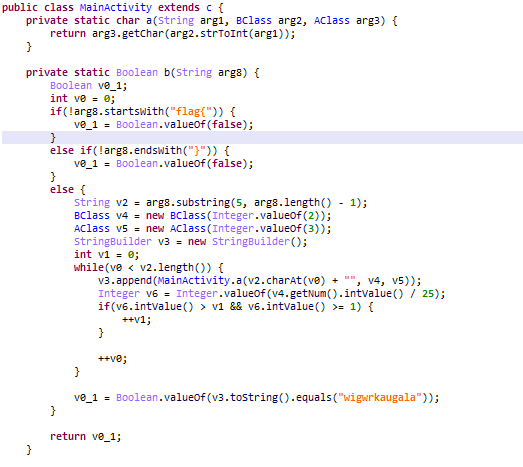 public class MainActivity extends c {
    private static char a(String arg1, BClass arg2, AClass arg3) {
        return arg3.getChar(arg2.strToInt(arg1));
    }

    private static Boolean b(String arg8) {
        Boolean v0_1;
        int v0 = 0;
        if(!arg8.startsWith("flag{")) {
            v0_1 = Boolean.valueOf(false);
        }
        else if(!arg8.endsWith("}")) {
            v0_1 = Boolean.valueOf(false);
        }
        else {
            String v2 = arg8.substring(5, arg8.length() - 1);
            BClass v4 = new BClass(Integer.valueOf(2));
            AClass v5 = new AClass(Integer.valueOf(3));
            StringBuilder v3 = new StringBuilder();
            int v1 = 0;
            while(v0 < v2.length()) {
                v3.append(MainActivity.a(v2.charAt(v0) + "", v4, v5));
                Integer v6 = Integer.valueOf(v4.getNum().intValue() / 25);
                if(v6.intValue() > v1 && v6.intValue() >= 1) {
                    ++v1;
                }

                ++v0;
            }

            v0_1 = Boolean.valueOf(v3.toString().equals("wigwrkaugala"));
        }

        return v0_1;
    }